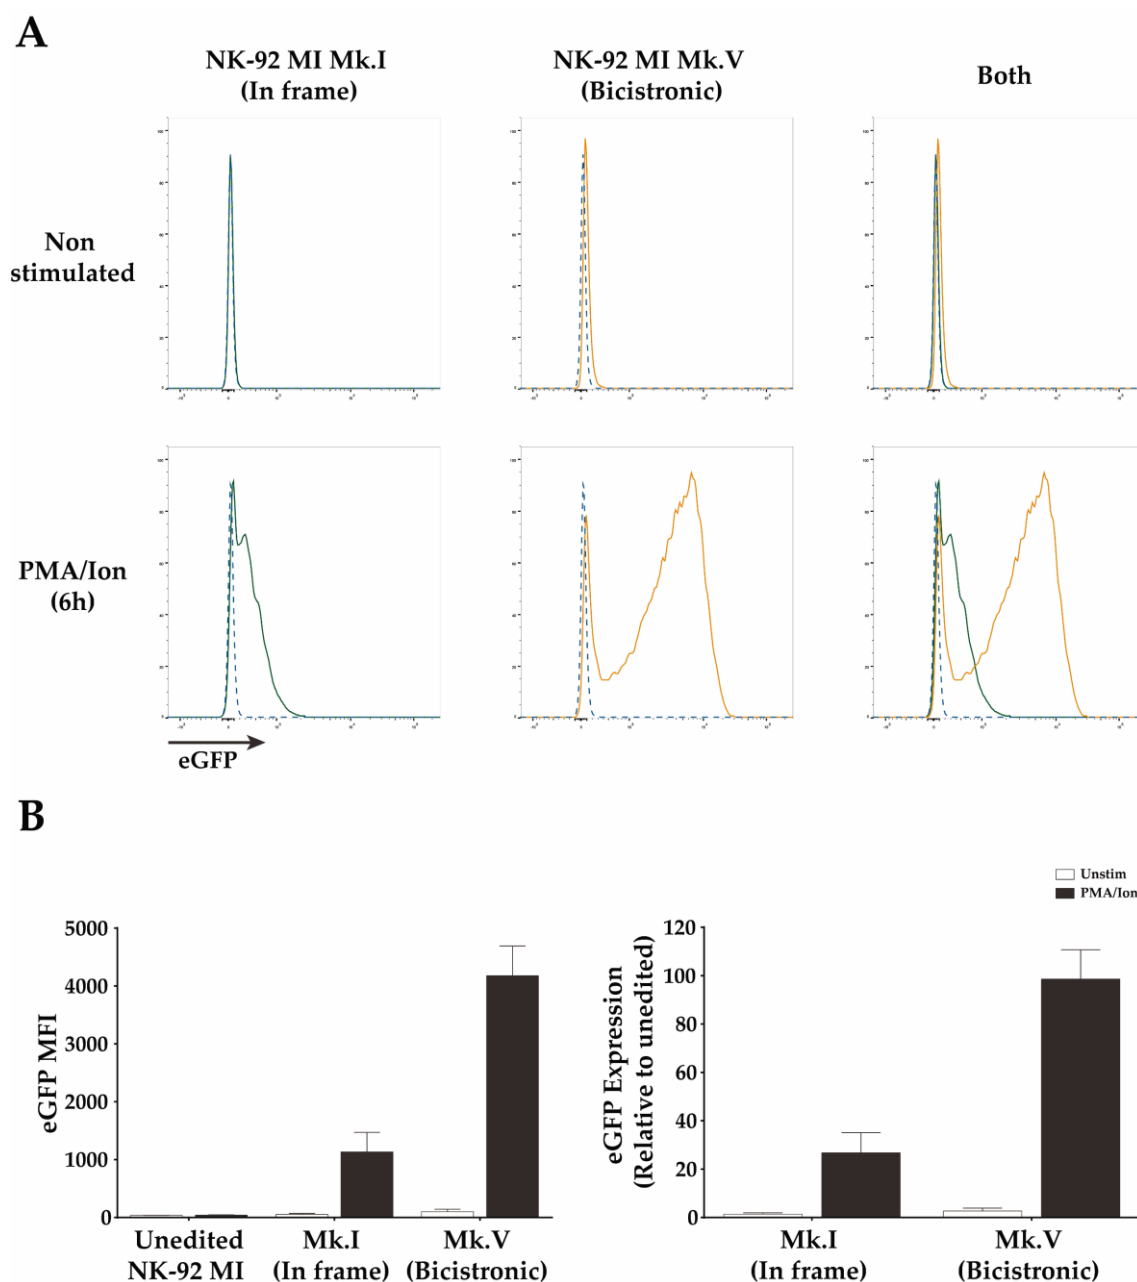 A
NK-92 MI Mk.I
(In frame)
NK-92 MI Mk.V
(Bicistronic)
Both
Non
stimulated
PMA/Ion
(6h)
eGFP
B
Unstim
PMA/Ion
eGFP MFI
5000
4000
3000
2000
1000
0
Unedited
NK-92 MI
Mk.I
(In frame)
Mk.V
(Bicistronic)
eGFP Expression
(Relative to unedited)
120
100
80
60
40
20
0
Mk.I
(In frame)
Mk.V
(Bicistronic)